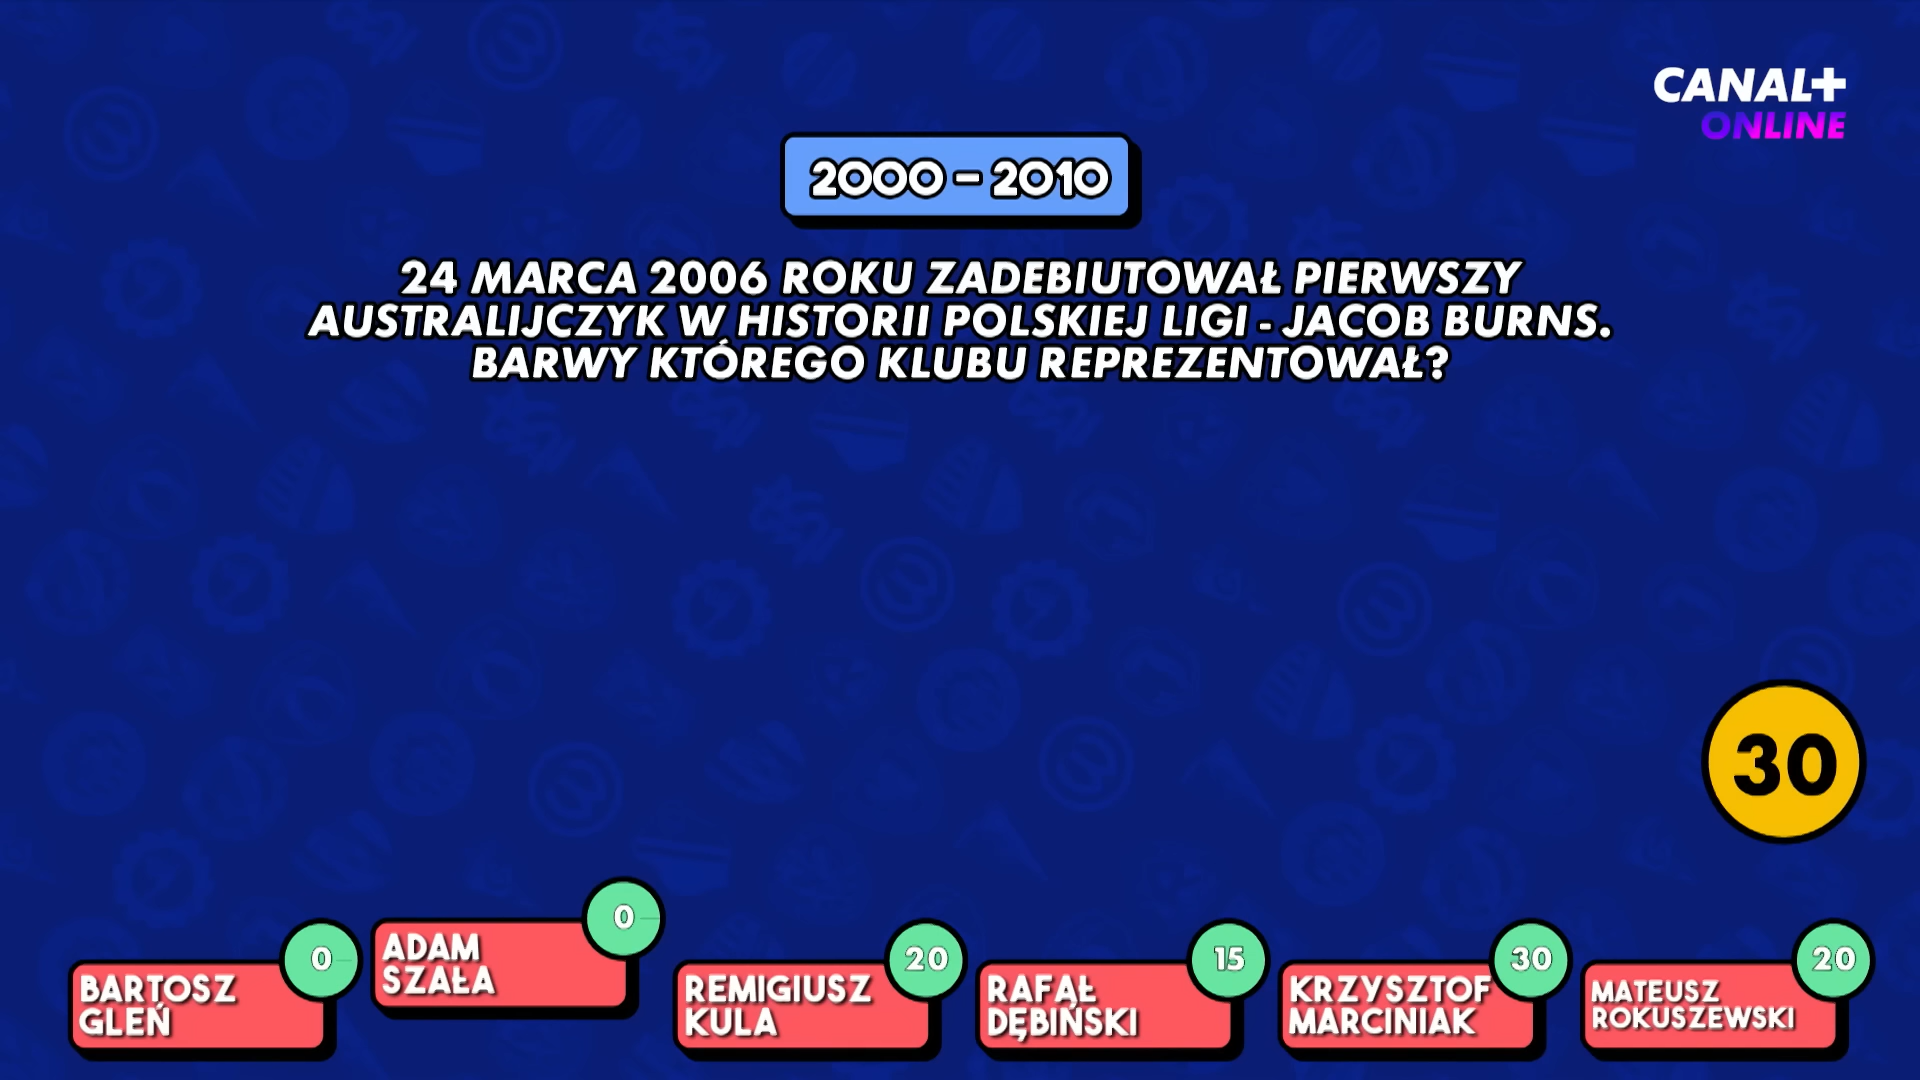 CANAL+
ONLINE
2000 – 2010
24 MARCA 2006 ROKU ZADEBIUTOWAŁ PIERWSZY
AUSTRALIJCZYK W HISTORII POLSKIEJ LIGI - JACOB BURNS.
BARWY KTÓREGO KLUBU REPREZENTOWAŁ?
30
0
BARTOSZ
GLEŃ
0
ADAM
SZAŁA
20
REMIGIUSZ
KULA
15
RAFAŁ
DĘBIŃSKI
30
KRZYSZTOF
MARCINIAK
20
MATEUSZ
ROKUSZEWSKI